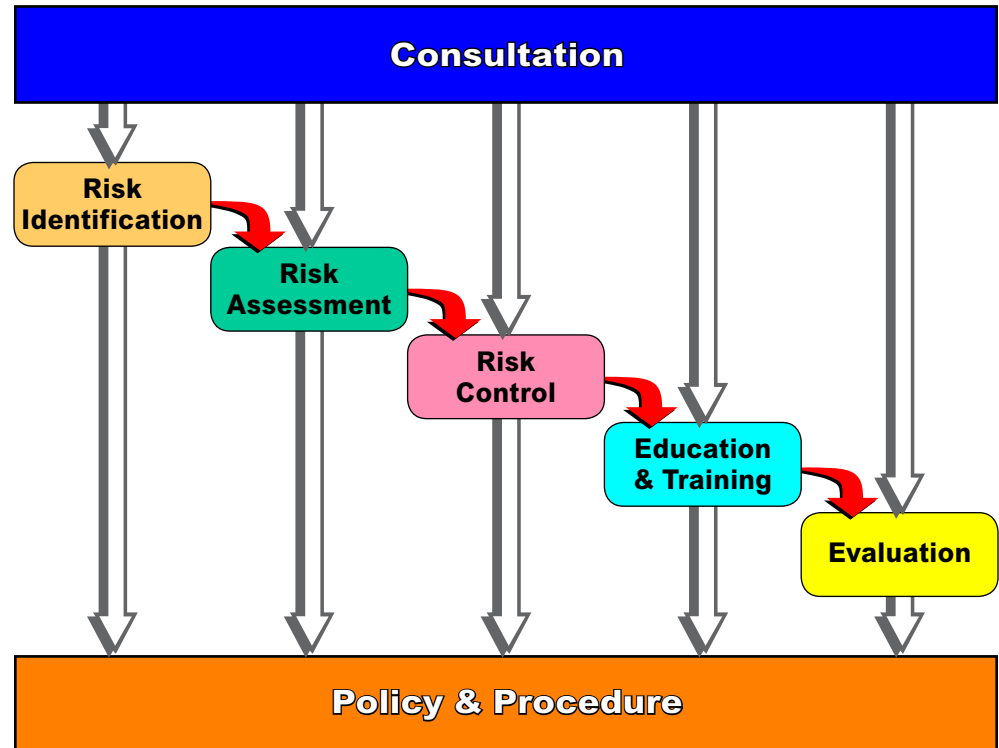 Consultation
Risk
Identification
Risk
Assessment
Risk
Control
Education
& Training
Evaluation
Policy & Procedure